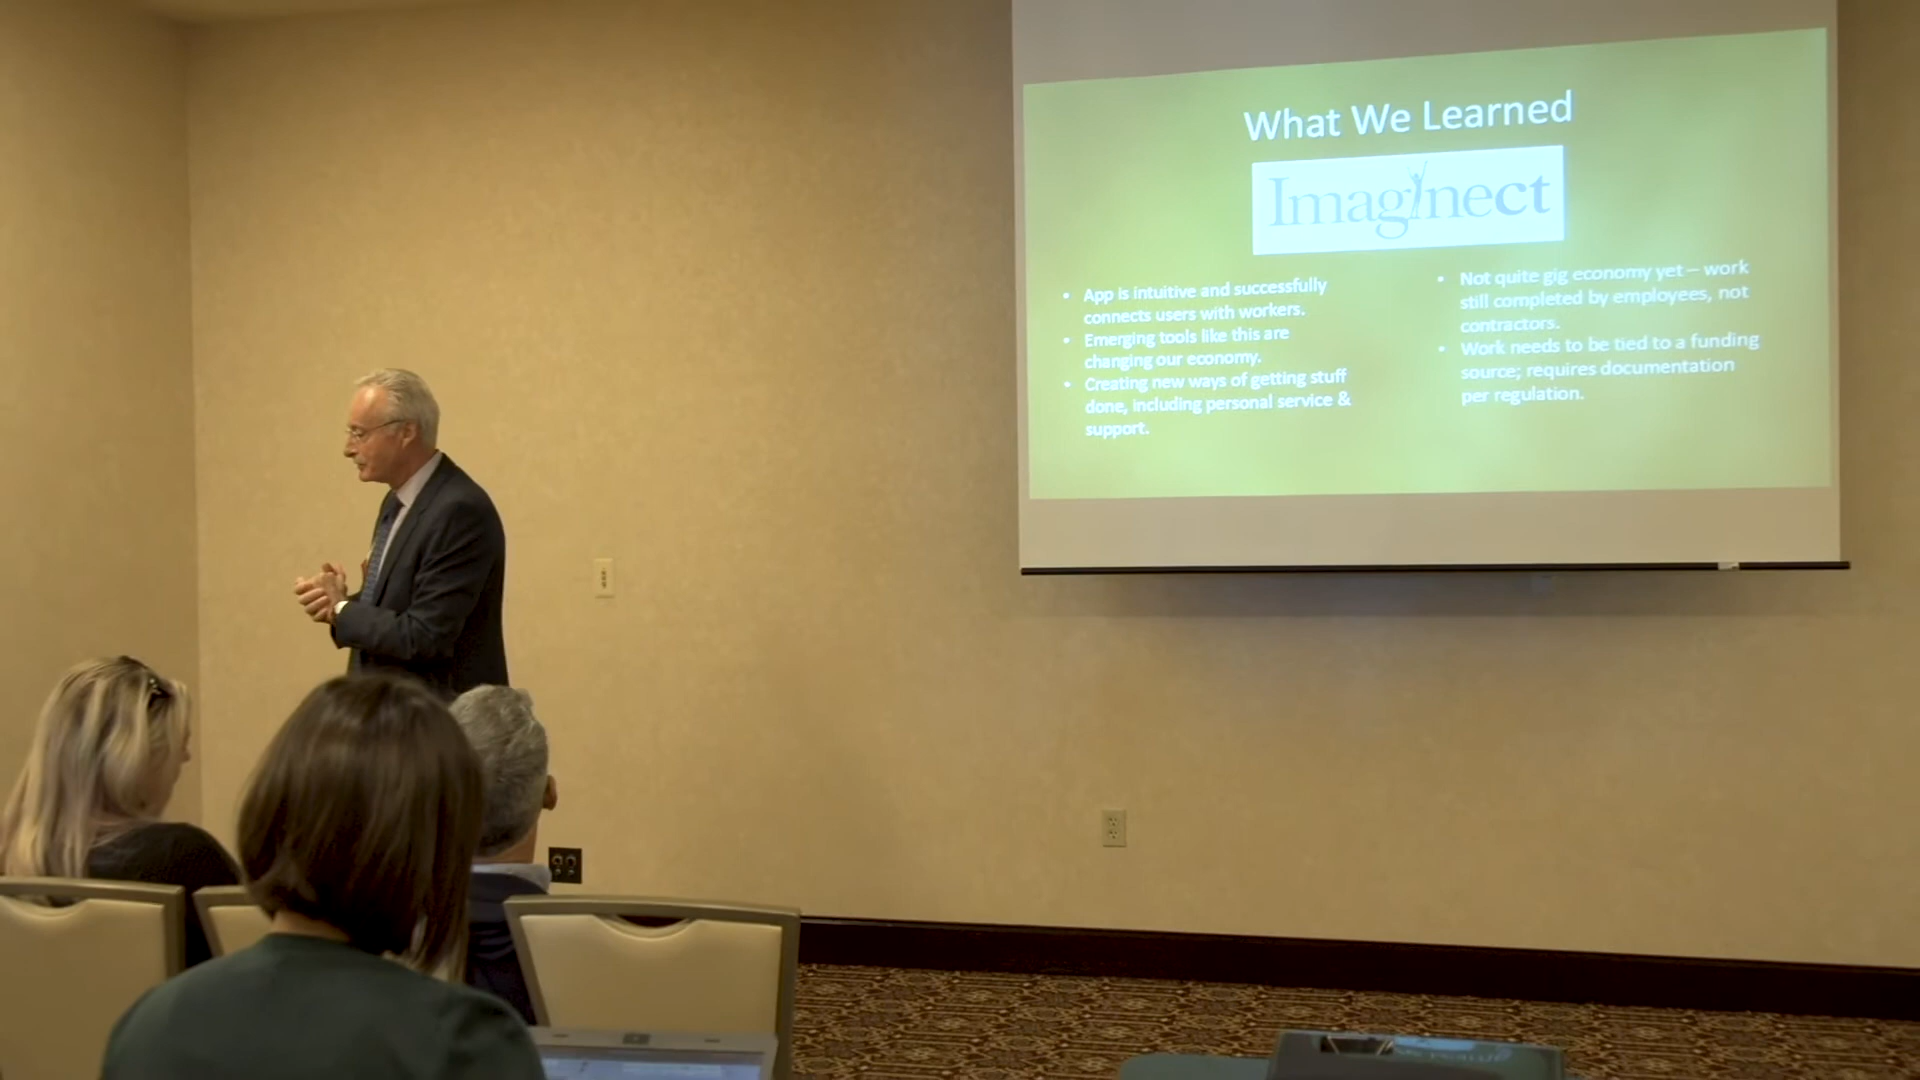 What We Learned
Imaginect
• App is intuitive and successfully
connects users with workers.
• Emerging tools like this are
changing our economy.
• Creating new ways of getting stuff
done, including personal service &
support.
• Not quite gig economy yet – work
still completed by employees, not
contractors.
• Work needs to be tied to a funding
source; requires documentation
per regulation.